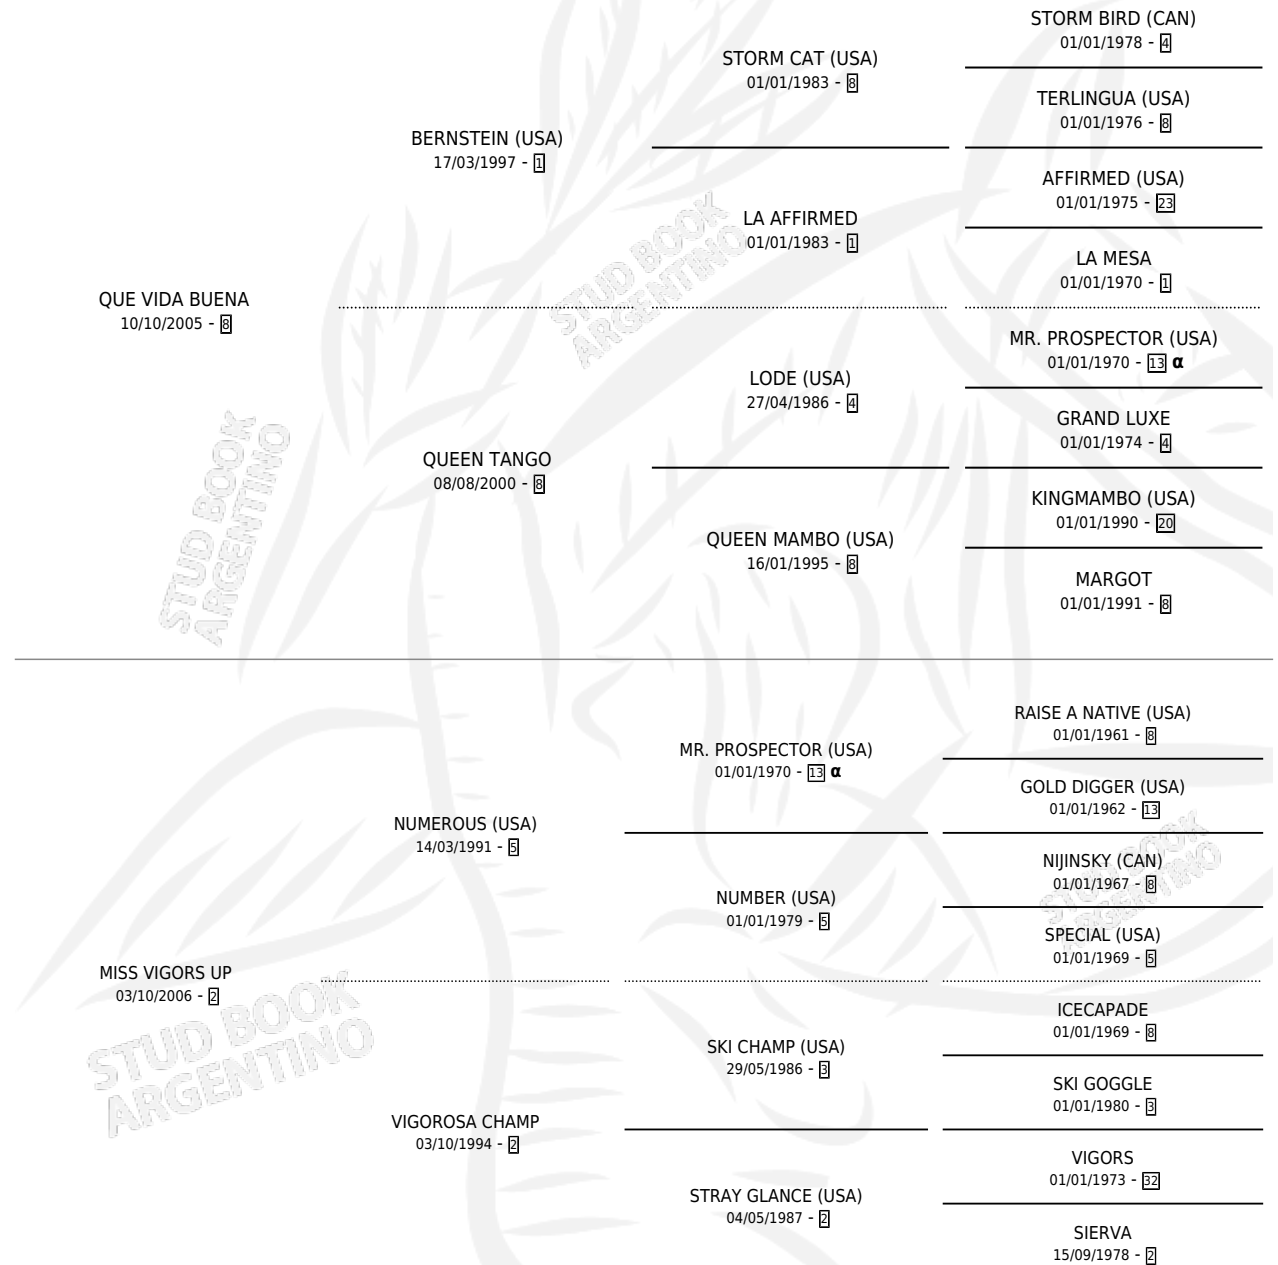 STORM BIRD (CAN)
01/01/1978 - 4
STORM CAT (USA)
01/01/1983 - 8
TERLINGUA (USA)
01/01/1976 - 8
BERNSTEIN (USA)
17/03/1997 - 1
AFFIRMED (USA)
01/01/1975 - 23
LA AFFIRMED
01/01/1983 - 1
LA MESA
01/01/1970 - 1
QUE VIDA BUENA
10/10/2005 - 8
MR. PROSPECTOR (USA)
01/01/1970 - 13 α
LODE (USA)
27/04/1986 - 4
GRAND LUXE
01/01/1974 - 4
QUEEN TANGO
08/08/2000 - 8
KINGMAMBO (USA)
01/01/1990 - 20
QUEEN MAMBO (USA)
16/01/1995 - 8
MARGOT
01/01/1991 - 8
RAISE A NATIVE (USA)
01/01/1961 - 8
MR. PROSPECTOR (USA)
01/01/1970 - 13 α
GOLD DIGGER (USA)
01/01/1962 - 13
NUMEROUS (USA)
14/03/1991 - 5
NIJINSKY (CAN)
01/01/1967 - 8
NUMBER (USA)
01/01/1979 - 5
SPECIAL (USA)
01/01/1969 - 5
MISS VIGORS UP
03/10/2006 - 2
ICECAPADE
01/01/1969 - 8
SKI CHAMP (USA)
29/05/1986 - 3
SKI GOGGLE
01/01/1980 - 3
VIGOROSA CHAMP
03/10/1994 - 2
VIGORS
01/01/1973 - 32
STRAY GLANCE (USA)
04/05/1987 - 2
SIERVA
15/09/1978 - 2
STUD BOOK
ARGENTINO
STUD BOOK
ARGENTINO
STUD BOOK
ARGENTINO
STUD BOOK
ARGENTINO